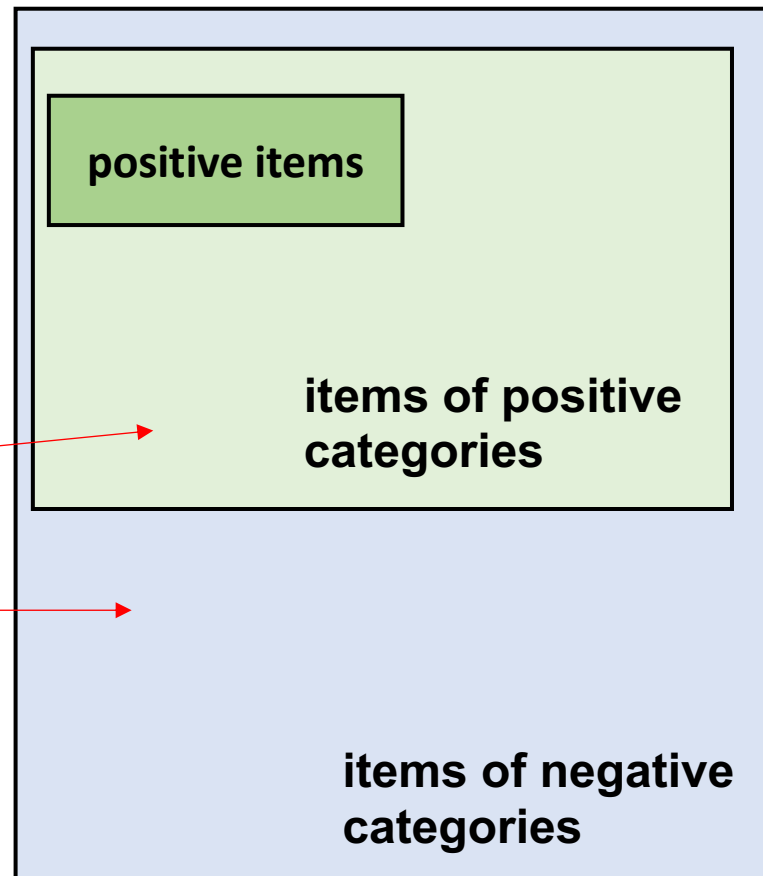 positive items
items of positive
categories
items of negative
categories